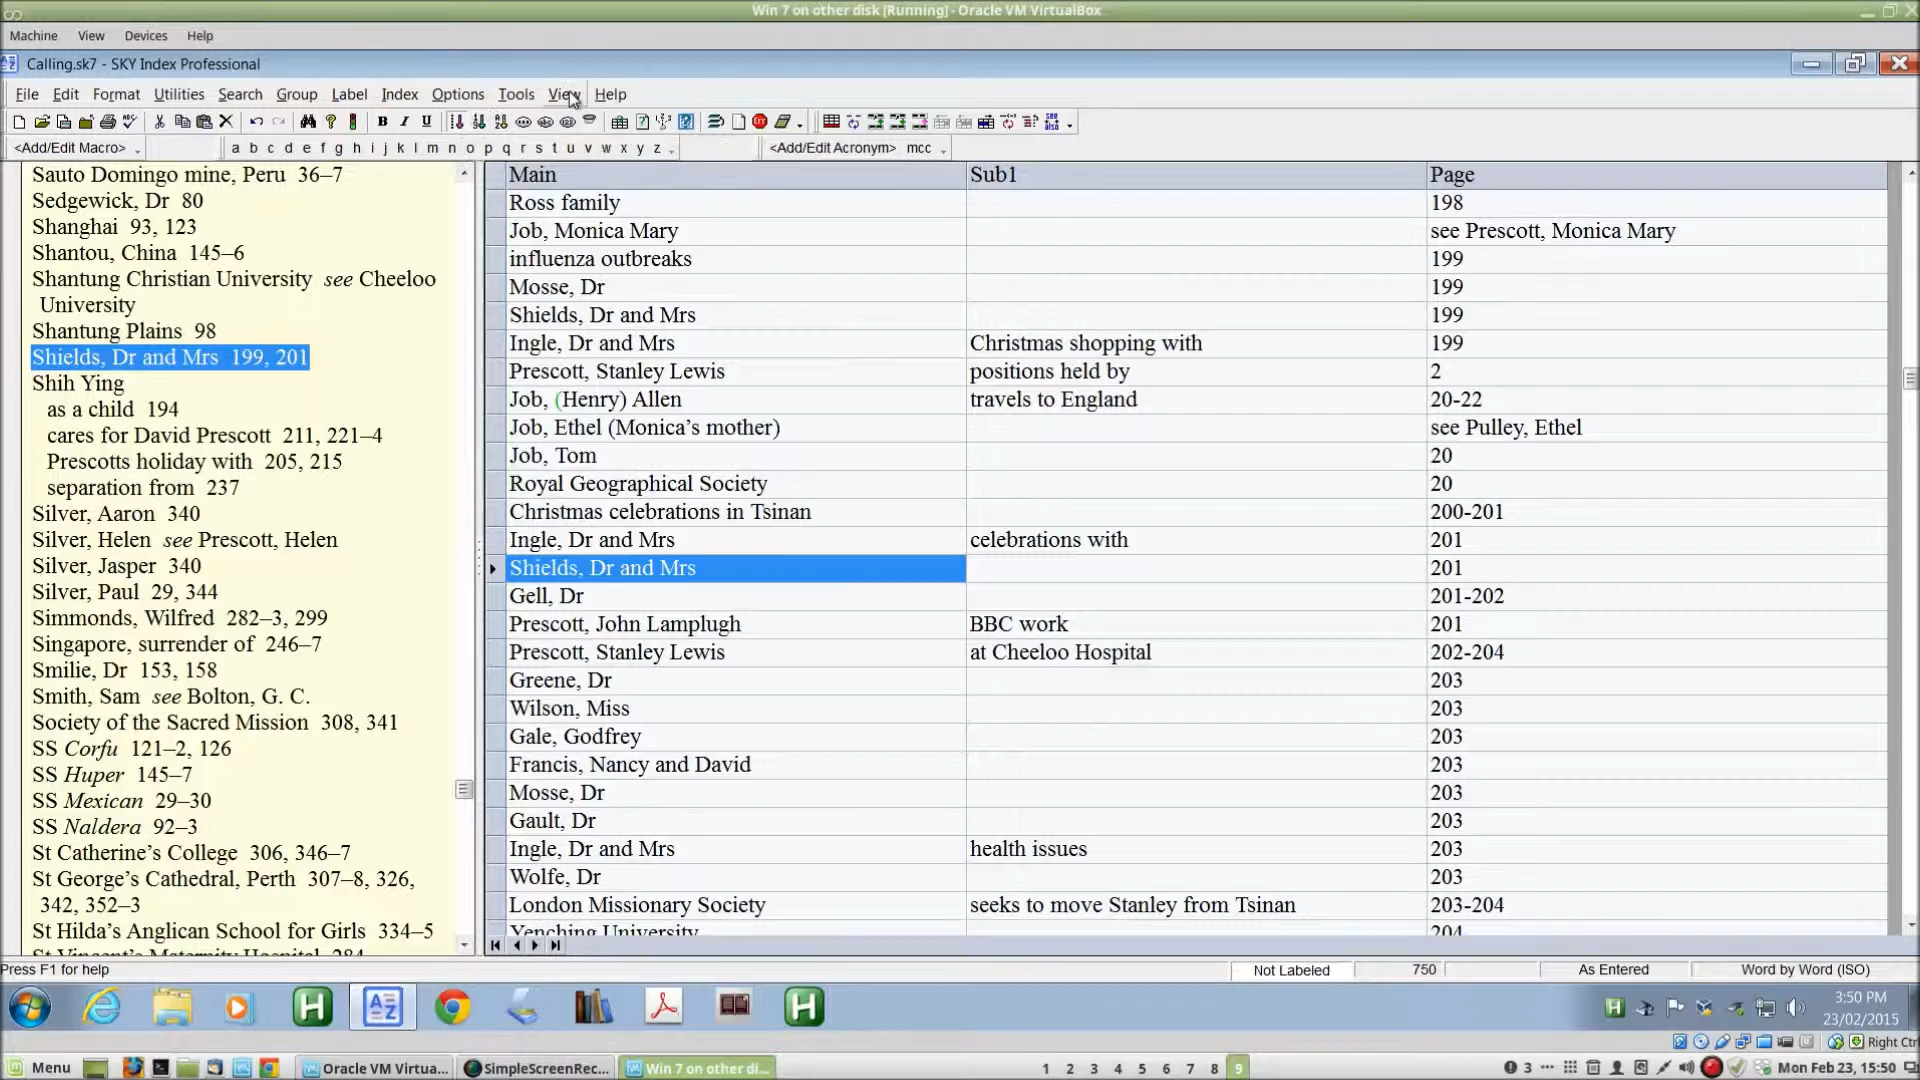 Win 7 on other disk [Running] - Oracle VM VirtualBox
Machine View Devices Help
Calling.sk7 - SKY Index Professional
File Edit Format Utilities Search Group Label Index Options Tools View Help
B I U
<Add/Edit Macro> a b c d e f g h i j k l m n o p q r s t u v w x y z <Add/Edit Acronym> mcc
Sauto Domingo mine, Peru 36–7
Sedgewick, Dr 80
Shanghai 93, 123
Shantou, China 145–6
Shantung Christian University see Cheeloo
University
Shantung Plains 98
Shields, Dr and Mrs 199, 201
Shih Ying
as a child 194
cares for David Prescott 211, 221–4
Prescotts holiday with 205, 215
separation from 237
Silver, Aaron 340
Silver, Helen see Prescott, Helen
Silver, Jasper 340
Silver, Paul 29, 344
Simmonds, Wilfred 282–3, 299
Singapore, surrender of 246–7
Smilie, Dr 153, 158
Smith, Sam see Bolton, G. C.
Society of the Sacred Mission 308, 341
SS Corfu 121–2, 126
SS Huper 145–7
SS Mexican 29–30
SS Naldera 92–3
St Catherine’s College 306, 346–7
St George’s Cathedral, Perth 307–8, 326,
342, 352–3
St Hilda’s Anglican School for Girls 334–5
St Vincent’s Maternity Hospital 284
Main Sub1 Page
Ross family 198
Job, Monica Mary see Prescott, Monica Mary
influenza outbreaks 199
Mosse, Dr 199
Shields, Dr and Mrs 199
Ingle, Dr and Mrs Christmas shopping with 199
Prescott, Stanley Lewis positions held by 2
Job, (Henry) Allen travels to England 20-22
Job, Ethel (Monica’s mother) see Pulley, Ethel
Job, Tom 20
Royal Geographical Society 20
Christmas celebrations in Tsinan 200-201
Ingle, Dr and Mrs celebrations with 201
Shields, Dr and Mrs 201
Gell, Dr 201-202
Prescott, John Lamplugh BBC work 201
Prescott, Stanley Lewis at Cheeloo Hospital 202-204
Greene, Dr 203
Wilson, Miss 203
Gale, Godfrey 203
Francis, Nancy and David 203
Mosse, Dr 203
Gault, Dr 203
Ingle, Dr and Mrs health issues 203
Wolfe, Dr 203
London Missionary Society seeks to move Stanley from Tsinan 203-204
Yenching University 204
Press F1 for help Not Labeled 750 As Entered Word by Word (ISO)
3:50 PM
23/02/2015
Right Ctrl
Menu Oracle VM Virtua... SimpleScreenRec... Win 7 on other di... 1 2 3 4 5 6 7 8 9 3 Mon Feb 23, 15:50